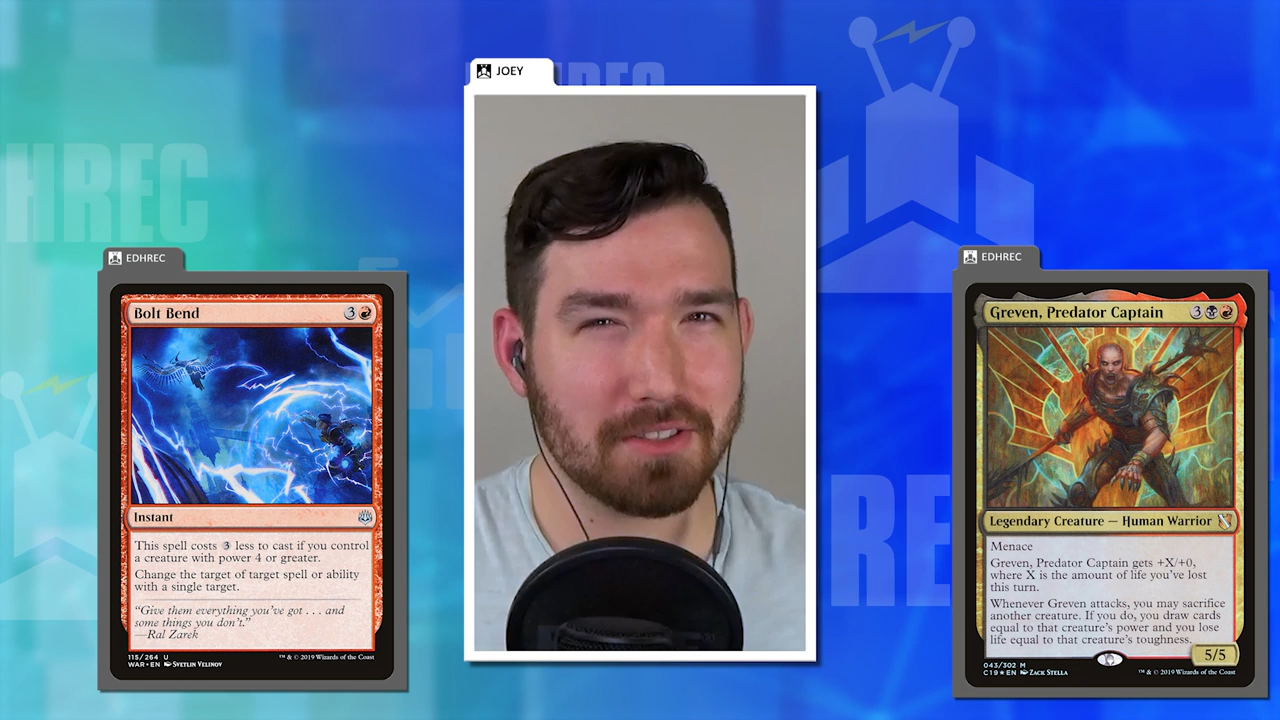 JOEY
HREC
EDHREC
Bolt Bend 3
Instant
This spell costs 3 less to cast if you control
a creature with power 4 or greater.
Change the target of target spell or ability
with a single target.
“Give them everything you’ve got . . . and
some things you don’t.”
—Ral Zarek
115/264 U
WAR • EN Svetlin Velinov
™ & © 2019 Wizards of the Coast
RE
EDHREC
Greven, Predator Captain 3
Legendary Creature — Human Warrior
Menace
Greven, Predator Captain gets +X/+0,
where X is the amount of life you’ve lost
this turn.
Whenever Greven attacks, you may sacrifice
another creature. If you do, you draw cards
equal to that creature’s power and you lose
life equal to that creature’s toughness.
5/5
043/302 M
C19 ★ EN Zack Stella
™ & © 2019 Wizards of the Coast